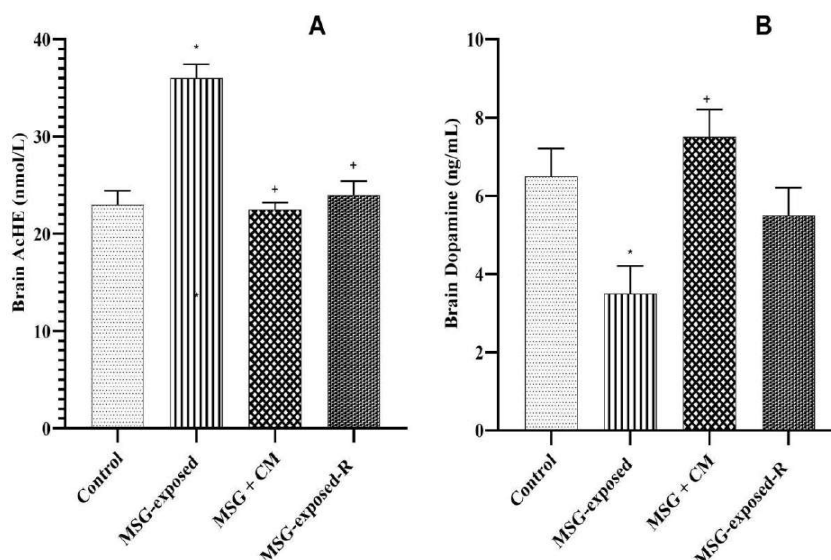 A
Brain AcHE (nmol/L)
40
30
20
10
0
*
*
+
+
Control
MSG-exposed
MSG + CM
MSG-exposed-R
B
Brain Dopamine (ng/mL)
10
8
6
4
2
0
*
+
Control
MSG-exposed
MSG + CM
MSG-exposed-R